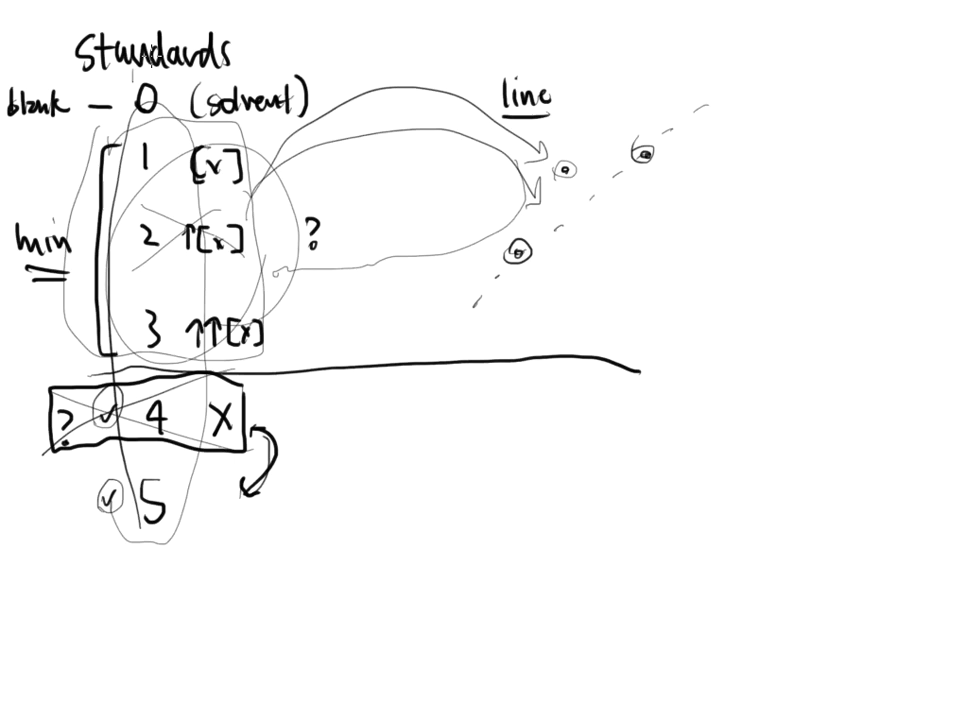 Standards
blank — 0 (solvent)
line
1 [x]
min
2 ↑[x] ?
3 ↑↑[x]
? ✓ 4 X
✓ 5